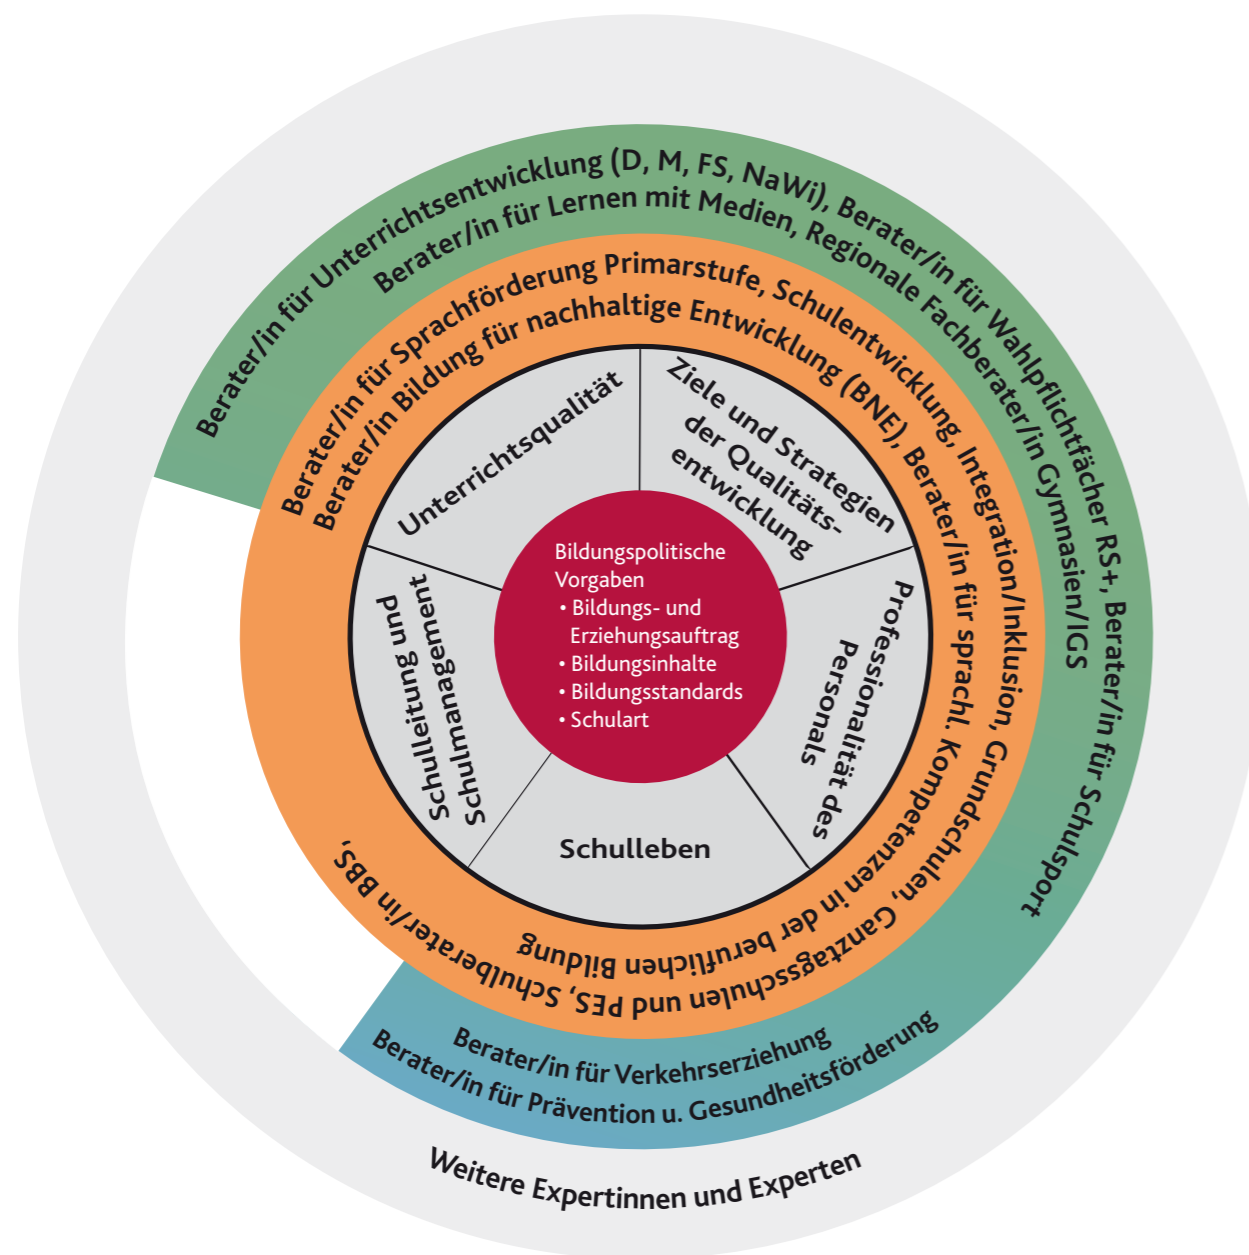 Berater/in für Unterrichtsentwicklung (D, M, FS, NaWi), Berater/in für Wahlpflichtfächer RS+, Berater/in für Schulsport
Berater/in für Lernen mit Medien, Regionale Fachberater/in Gymnasien/IGS
Berater/in für Sprachförderung Primarstufe, Schulentwicklung, Integration/Inklusion, Grundschulen, Ganztagsschulen und PES, Schulberater/in BBS,
Berater/in Bildung für nachhaltige Entwicklung (BNE), Berater/in für sprachl. Kompetenzen in der beruflichen Bildung
Unterrichtsqualität
Ziele und Strategien
der Qualitäts-
entwicklung
Professionalität des
Personals
Schulleben
Schulleitung und
Schulmanagement
Bildungspolitische
Vorgaben
• Bildungs- und
Erziehungsauftrag
• Bildungsinhalte
• Bildungsstandards
• Schulart
Berater/in für Verkehrserziehung
Berater/in für Prävention u. Gesundheitsförderung
Weitere Expertinnen und Experten